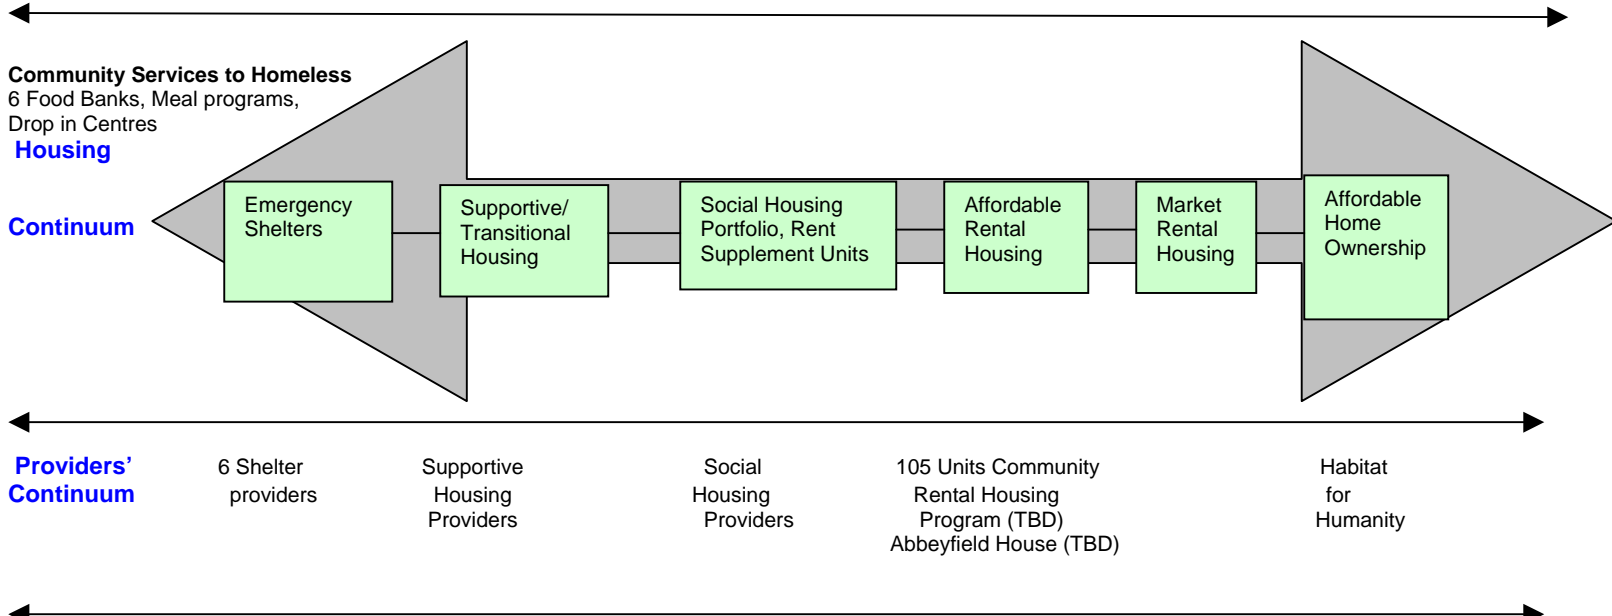 Community Services to Homeless
6 Food Banks, Meal programs,
Drop in Centres
Housing
Continuum
Emergency
Shelters
Supportive/
Transitional
Housing
Social Housing
Portfolio, Rent
Supplement Units
Affordable
Rental
Housing
Market
Rental
Housing
Affordable
Home
Ownership
Providers’
Continuum
6 Shelter
providers
Supportive
Housing
Providers
Social
Housing
Providers
105 Units Community
Rental Housing
Program (TBD)
Abbeyfield House (TBD)
Habitat
for
Humanity